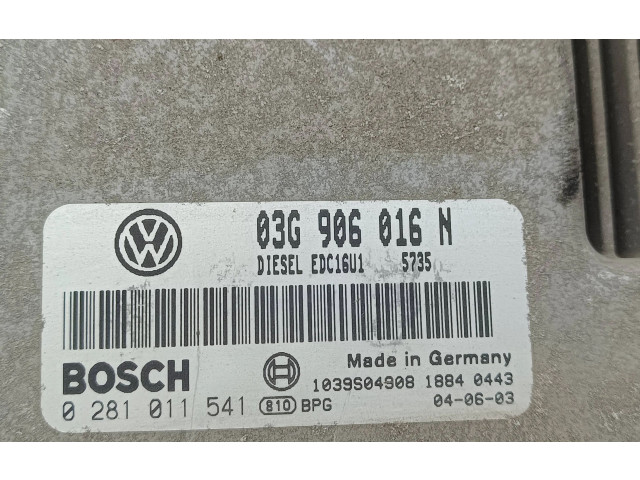 03G 906 016 N
DIESEL EDC16U1 5735
BOSCH
Made in Germany
1039S04908 1884 0443
0 281 011 541 810 BPG 04-06-03